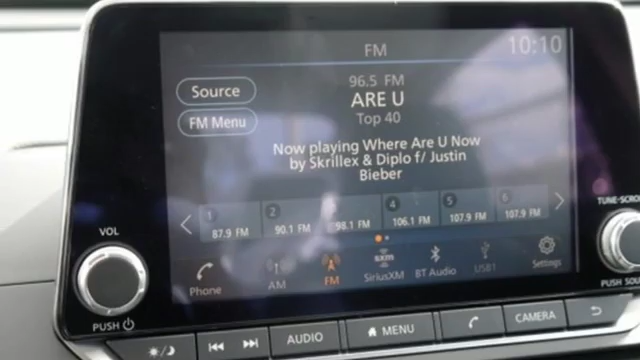 FM
10:10
Source
96.5 FM
ARE U
FM Menu
Top 40
Now playing Where Are U Now
by Skrillex & Diplo f/ Justin
Bieber
1 2 4 5 6
87.9 FM 90.1 FM 98.1 FM 106.1 FM 107.9 FM 107.9 FM
Phone AM FM sxm SiriusXM BT Audio USB1 Settings
VOL
PUSH
TUNE-SCROLL
PUSH SOU
AUDIO MENU CAMERA